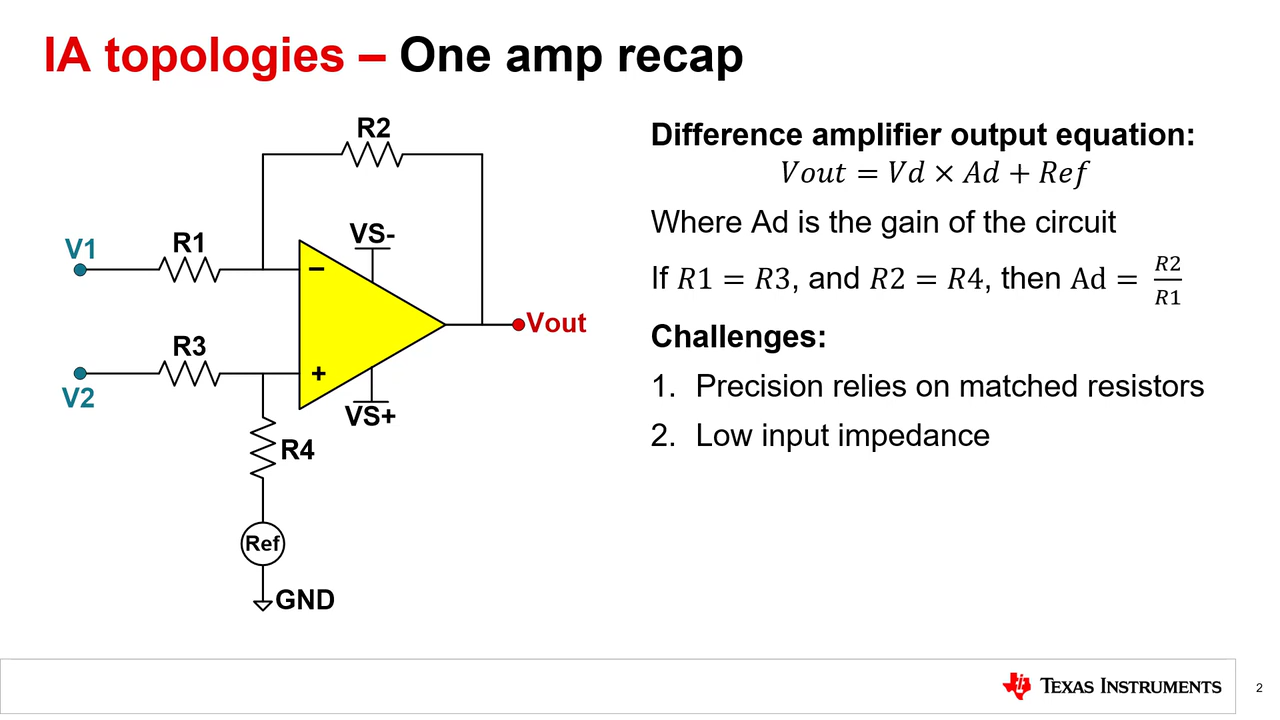 IA topologies – One amp recap
R2
V1
R1
VS-
−
Vout
R3
+
V2
VS+
R4
Ref
GND
Difference amplifier output equation:
Vout = Vd × Ad + Ref
Where Ad is the gain of the circuit
If R1 = R3, and R2 = R4, then Ad = R2/R1
Challenges:
1. Precision relies on matched resistors
2. Low input impedance
TEXAS INSTRUMENTS
2